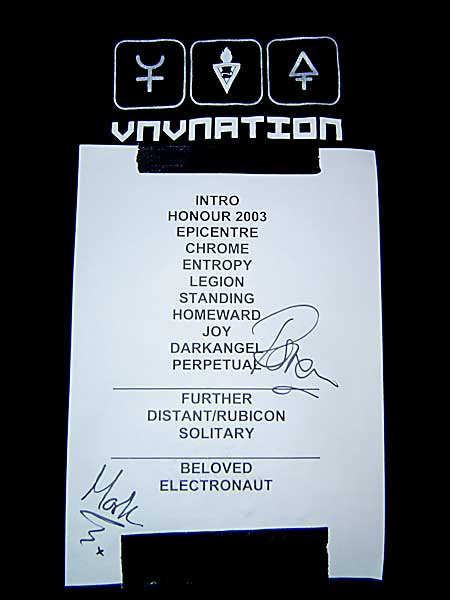 VNVNATION
INTRO
HONOUR 2003
EPICENTRE
CHROME
ENTROPY
LEGION
STANDING
HOMEWARD
JOY
DARKANGEL
PERPETUAL
FURTHER
DISTANT/RUBICON
SOLITARY
BELOVED
ELECTRONAUT
Mark